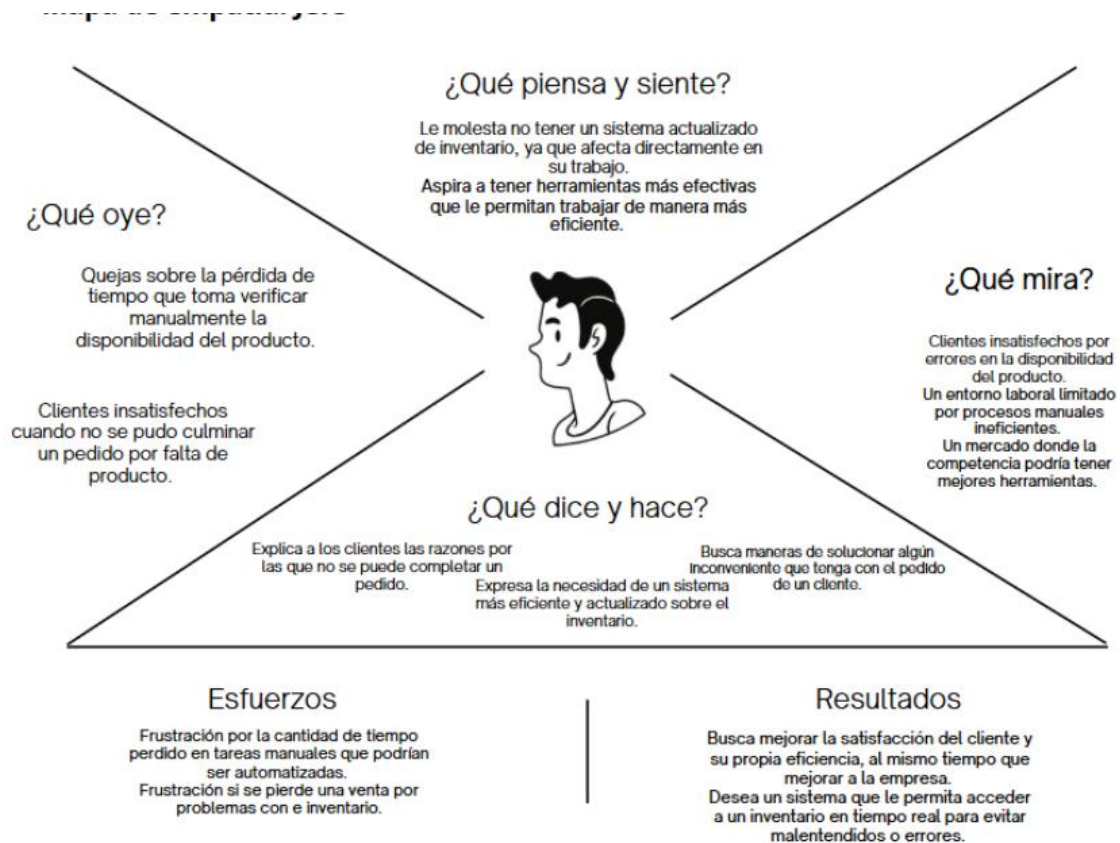 ¿Qué piensa y siente?
Le molesta no tener un sistema actualizado
de inventario, ya que afecta directamente en
su trabajo.
Aspira a tener herramientas más efectivas
que le permitan trabajar de manera más
eficiente.
¿Qué oye?
Quejas sobre la pérdida de
tiempo que toma verificar
manualmente la
disponibilidad del producto.
Clientes insatisfechos
cuando no se pudo culminar
un pedido por falta de
producto.
¿Qué mira?
Clientes insatisfechos por
errores en la disponibilidad
del producto.
Un entorno laboral limitado
por procesos manuales
ineficientes.
Un mercado donde la
competencia podría tener
mejores herramientas.
¿Qué dice y hace?
Explica a los clientes las razones por
las que no se puede completar un
pedido.
Expresa la necesidad de un sistema
más eficiente y actualizado sobre el
inventario.
Busca maneras de solucionar algún
inconveniente que tenga con el pedido
de un cliente.
Esfuerzos
Frustración por la cantidad de tiempo
perdido en tareas manuales que podrían
ser automatizadas.
Frustración si se pierde una venta por
problemas con e inventario.
Resultados
Busca mejorar la satisfacción del cliente y
su propia eficiencia, al mismo tiempo que
mejorar a la empresa.
Desea un sistema que le permita acceder
a un inventario en tiempo real para evitar
malentendidos o errores.